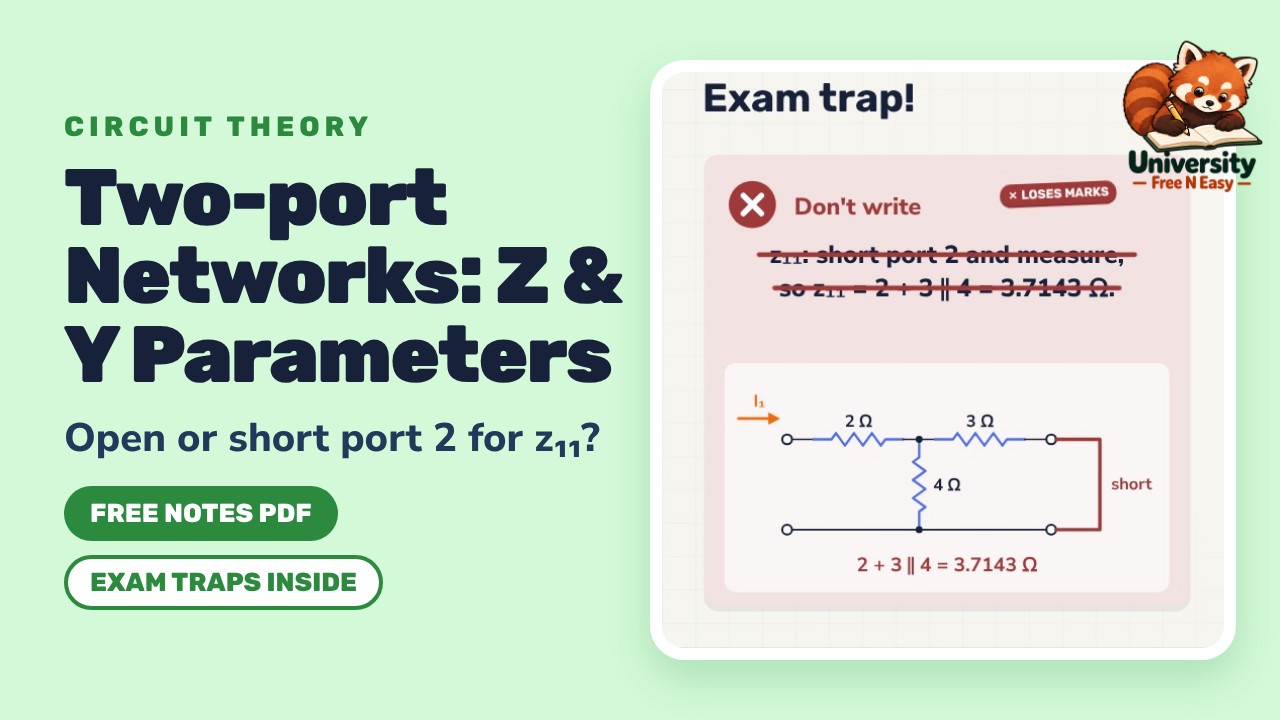 CIRCUIT THEORY
Two-port
Networks: Z &
Y Parameters
Open or short port 2 for z₁₁?
FREE NOTES PDF
EXAM TRAPS INSIDE
Exam trap!
Don't write
× LOSES MARKS
z₁₁: short port 2 and measure,
so z₁₁ = 2 + 3 ∥ 4 = 3.7143 Ω.
I₁
2 Ω
3 Ω
4 Ω
short
2 + 3 ∥ 4 = 3.7143 Ω
University
Free N Easy